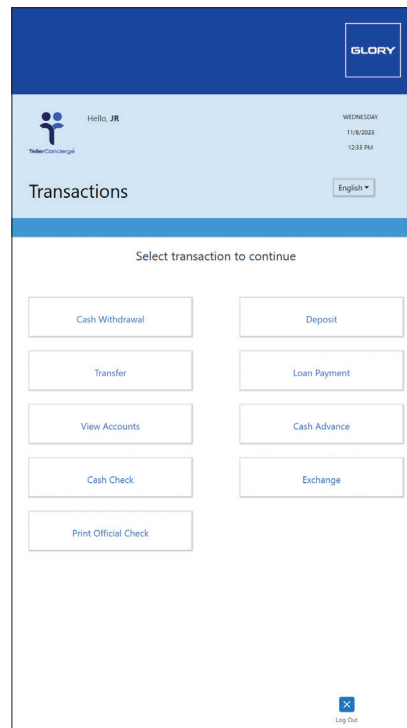 GLORY
Hello, JR
WEDNESDAY
11/8/2023
12:33 PM
TellerConciergé
Transactions
English
Select transaction to continue
Cash Withdrawal
Deposit
Transfer
Loan Payment
View Accounts
Cash Advance
Cash Check
Exchange
Print Official Check
Log Out